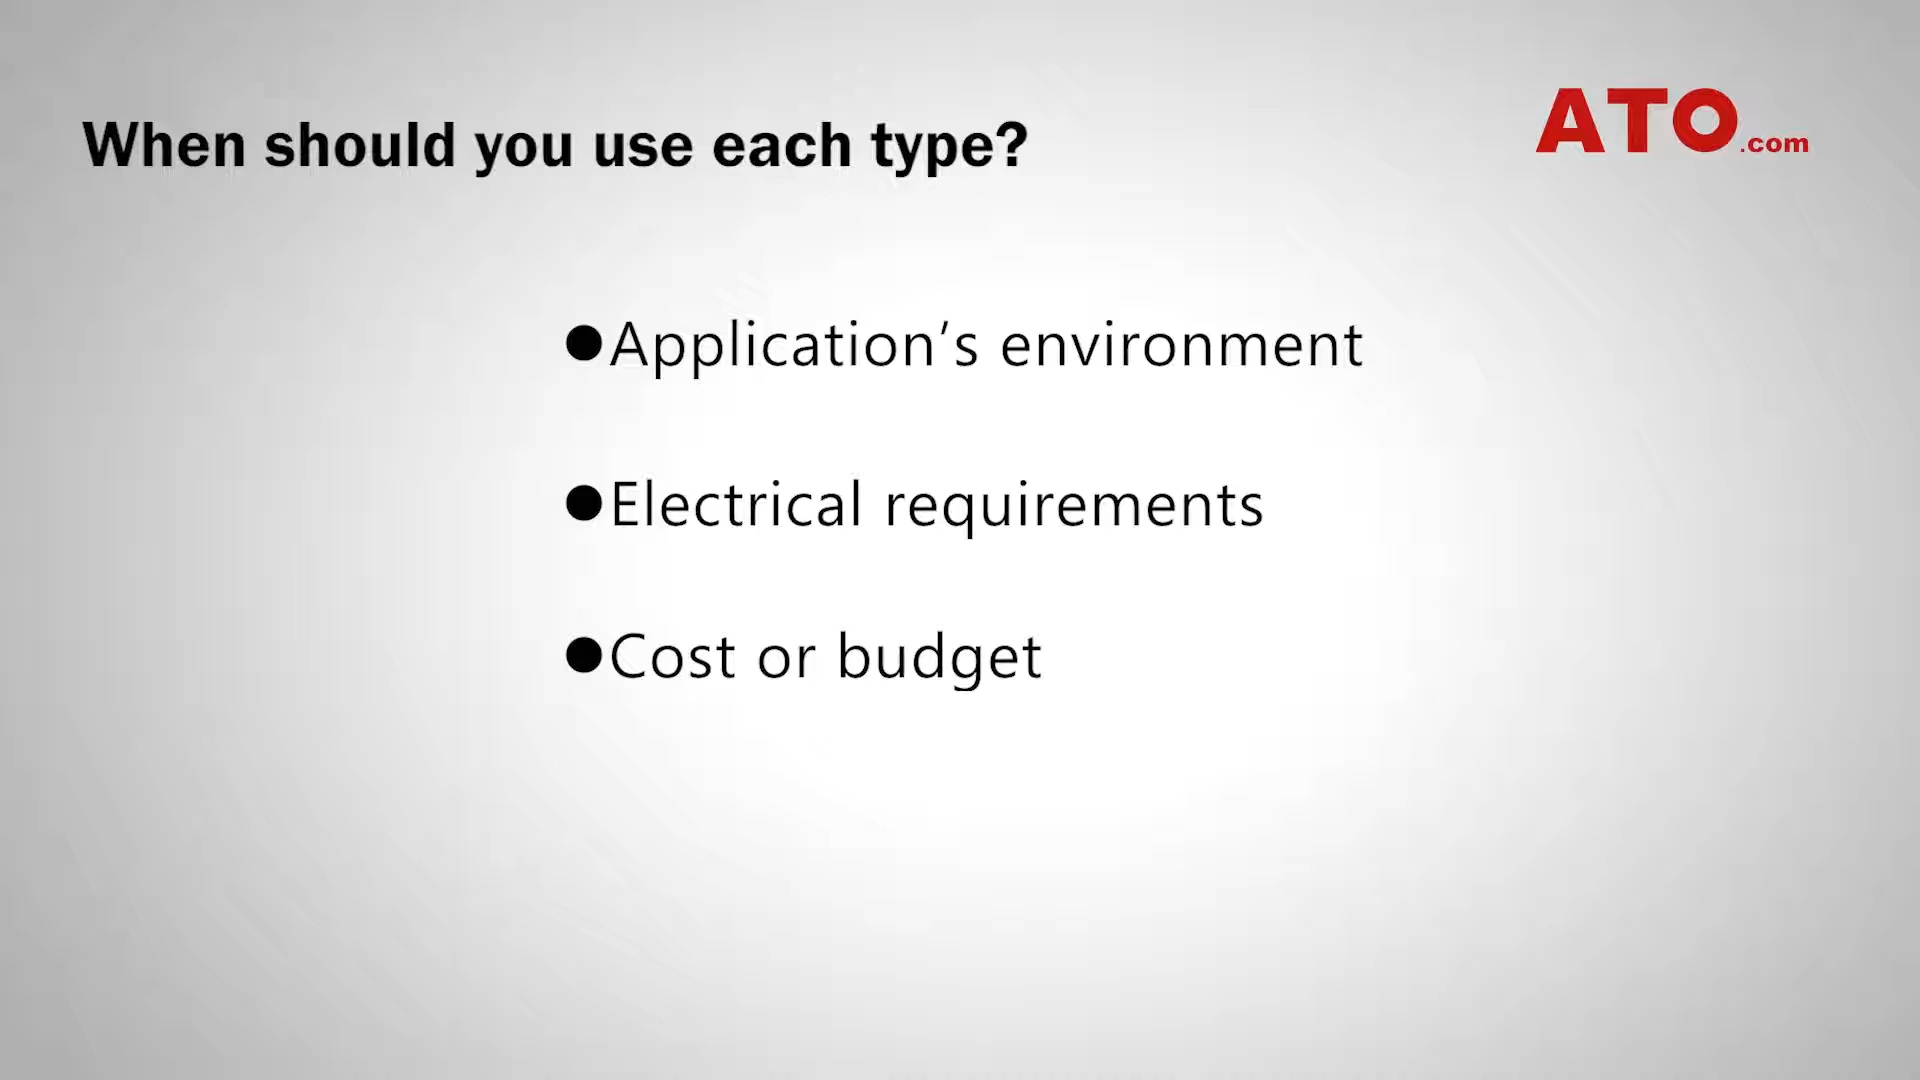 ATO.com
When should you use each type?
●Application’s environment
●Electrical requirements
●Cost or budget